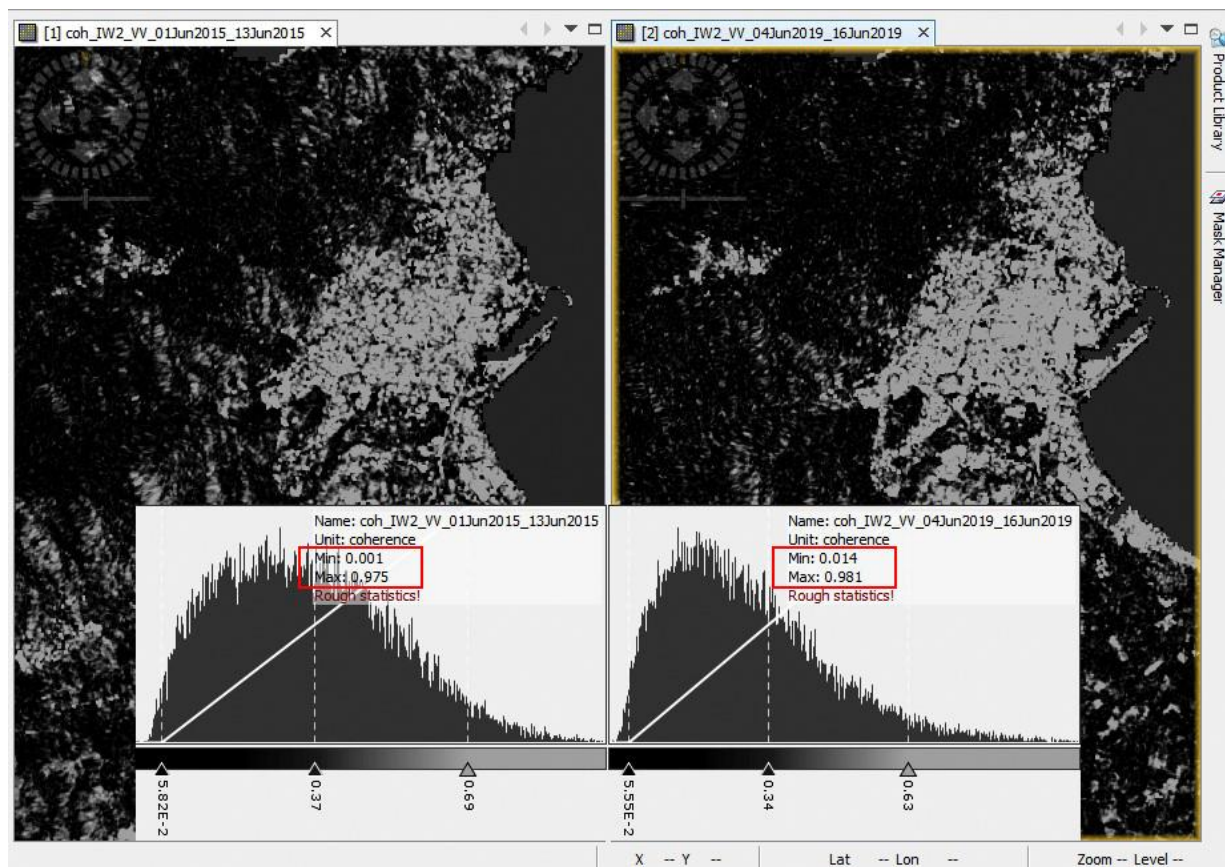 [1] coh_IW2_VV_01Jun2015_13Jun2015
[2] coh_IW2_VV_04Jun2019_16Jun2019
Product Library
Mask Manager
Name: coh_IW2_VV_01Jun2015_13Jun2015
Unit: coherence
Min: 0.001
Max: 0.975
Rough statistics!
5.82E-2
0.37
0.69
Name: coh_IW2_VV_04Jun2019_16Jun2019
Unit: coherence
Min: 0.014
Max: 0.981
Rough statistics!
5.55E-2
0.34
0.63
X -- Y -- Lat -- Lon -- Zoom -- Level --